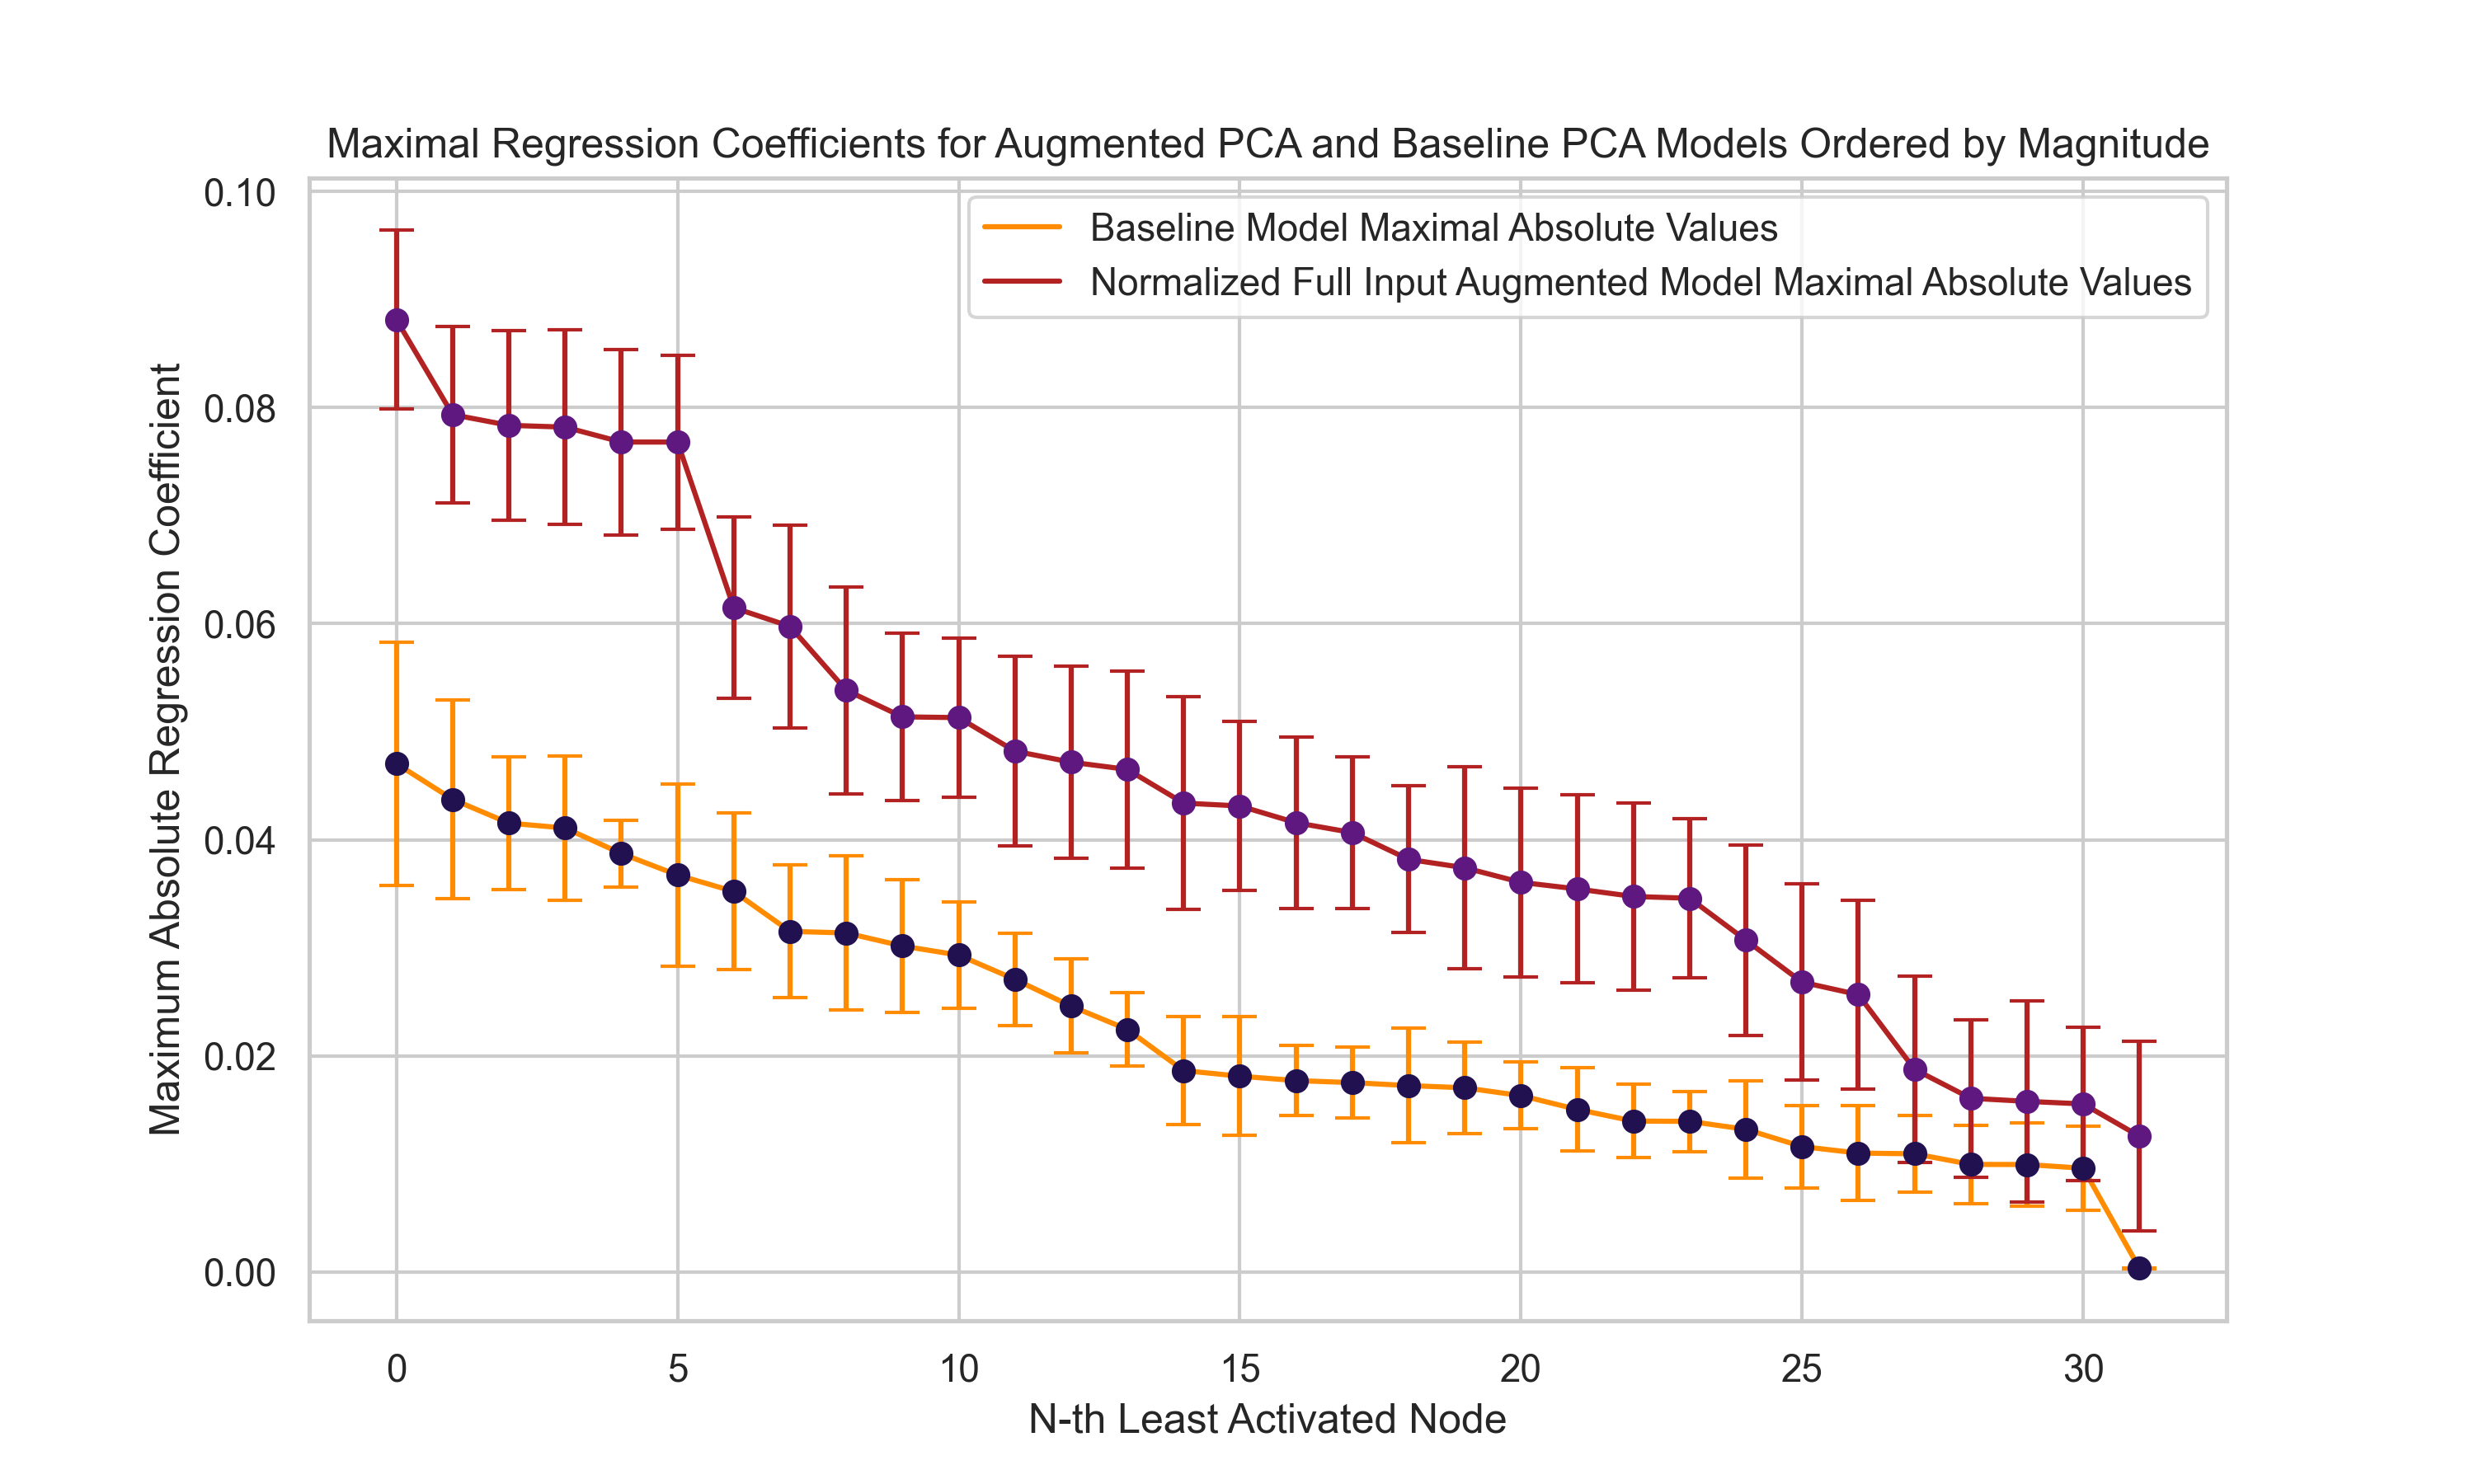 Maximal Regression Coefficients for Augmented PCA and Baseline PCA Models Ordered by Magnitude
Baseline Model Maximal Absolute Values
Normalized Full Input Augmented Model Maximal Absolute Values
Maximum Absolute Regression Coefficient
0.10
0.08
0.06
0.04
0.02
0.00
0 5 10 15 20 25 30
N-th Least Activated Node